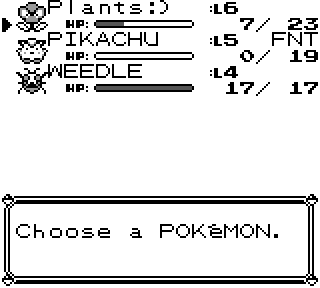 Plants:) :L6
HP: 7/ 23
PIKACHU :L5 FNT
HP: 0/ 19
WEEDLE :L4
HP: 17/ 17
Choose a POKéMON.